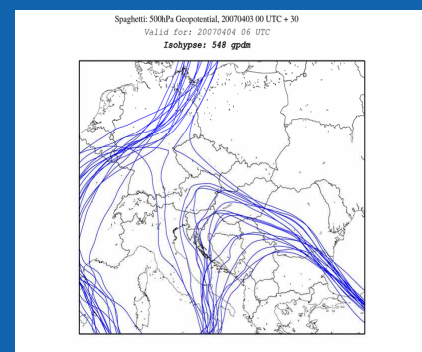 Spaghetti: 500hPa Geopotential, 20070403 00 UTC + 30
Valid for: 20070404 06 UTC
Isohypse: 548 gpdm